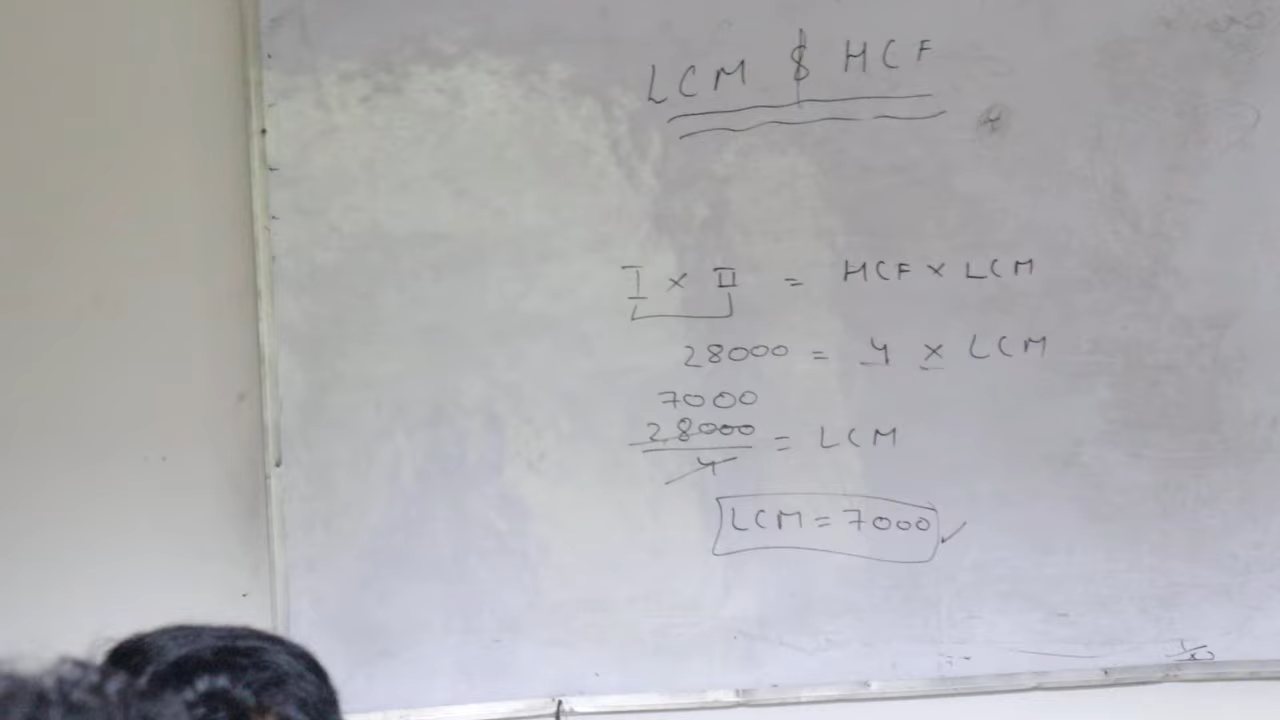 LCM & HCF
I × II = HCF × LCM
28000 = 4 × LCM
7000
28000
/4 = LCM
LCM = 7000 ✓